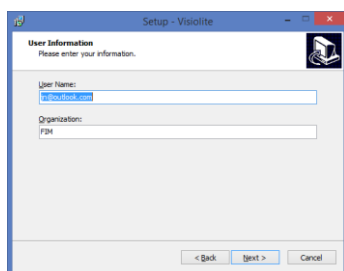 Setup - Visiolite
User Information
Please enter your information.
User Name:
m@outlook.com
Organization:
FIM
< Back
Next >
Cancel